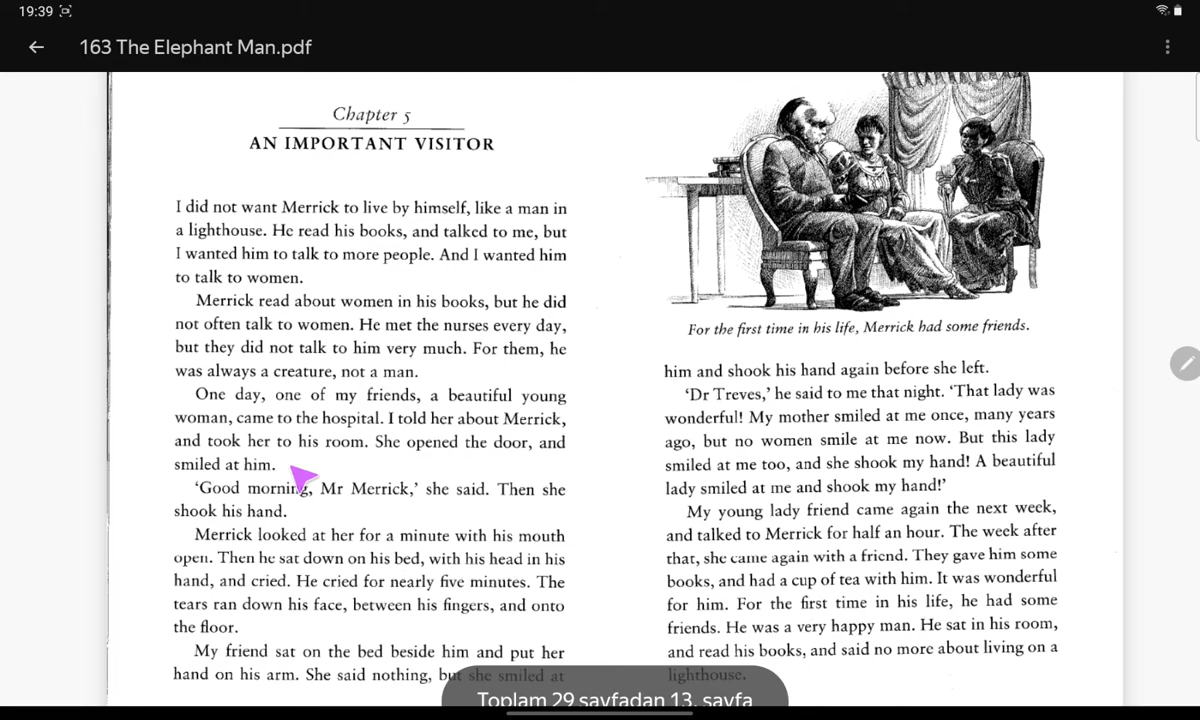 19:39
163 The Elephant Man.pdf
Chapter 5
AN IMPORTANT VISITOR
I did not want Merrick to live by himself, like a man in
a lighthouse. He read his books, and talked to me, but
I wanted him to talk to more people. And I wanted him
to talk to women.
Merrick read about women in his books, but he did
not often talk to women. He met the nurses every day,
but they did not talk to him very much. For them, he
was always a creature, not a man.
One day, one of my friends, a beautiful young
woman, came to the hospital. I told her about Merrick,
and took her to his room. She opened the door, and
smiled at him.
‘Good morning, Mr Merrick,’ she said. Then she
shook his hand.
Merrick looked at her for a minute with his mouth
open. Then he sat down on his bed, with his head in his
hand, and cried. He cried for nearly five minutes. The
tears ran down his face, between his fingers, and onto
the floor.
My friend sat on the bed beside him and put her
hand on his arm. She said nothing, but she smiled at
For the first time in his life, Merrick had some friends.
him and shook his hand again before she left.
‘Dr Treves,’ he said to me that night. ‘That lady was
wonderful! My mother smiled at me once, many years
ago, but no women smile at me now. But this lady
smiled at me too, and she shook my hand! A beautiful
lady smiled at me and shook my hand!’
My young lady friend came again the next week,
and talked to Merrick for half an hour. The week after
that, she came again with a friend. They gave him some
books, and had a cup of tea with him. It was wonderful
for him. For the first time in his life, he had some
friends. He was a very happy man. He sat in his room,
and read his books, and said no more about living on a
lighthouse.
Toplam 29 sayfadan 13. sayfa